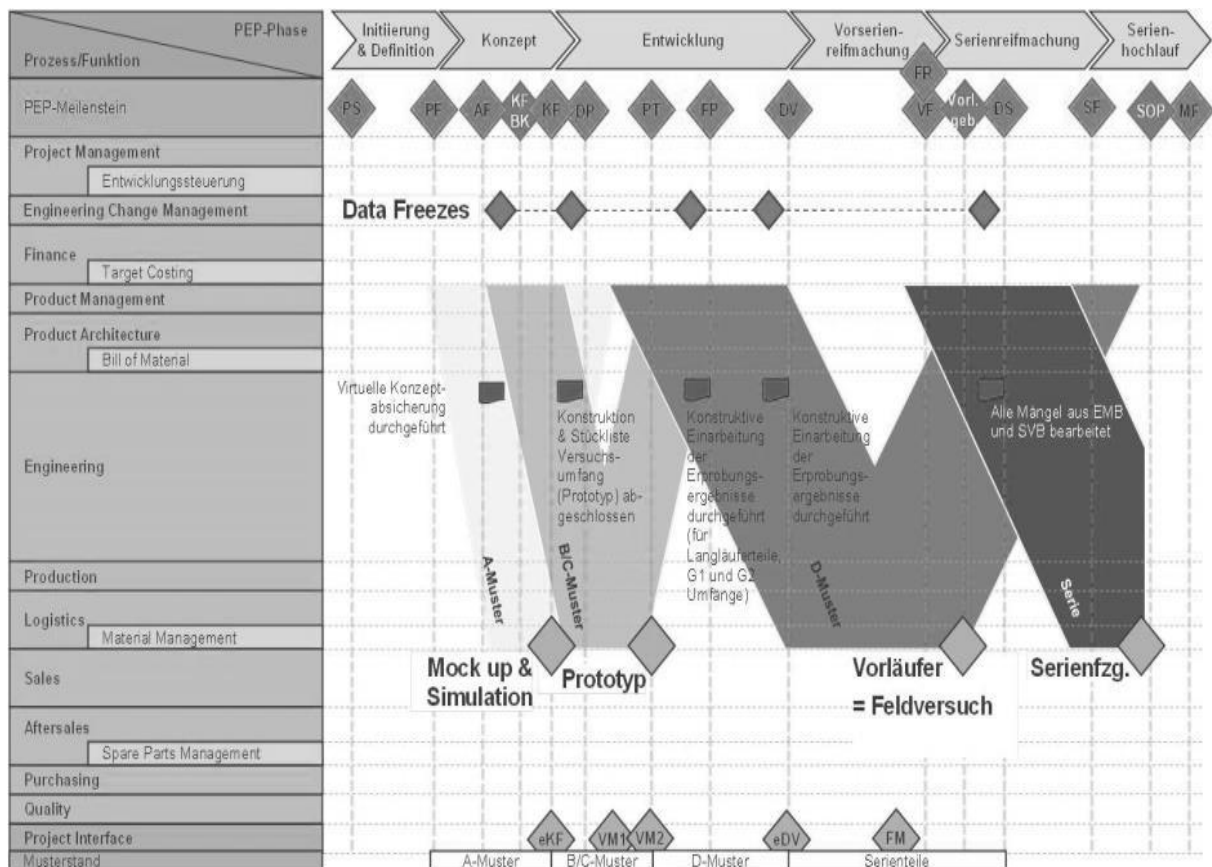 PEP-Phase
Prozess/Funktion
Initiierung
& Definition
Konzept
Entwicklung
Vorserien-
reifmachung
Serienreifmachung
Serien-
hochlauf
FR
PEP-Meilenstein
PS
PF
AF
KF
BK
KF
DP
PT
FP
DV
VF
Vorl.
geb.
DS
SF
SOP
MF
Project Management
Entwicklungssteuerung
Engineering Change Management
Data Freezes
Finance
Target Costing
Product Management
Product Architecture
Bill of Material
Engineering
Virtuelle Konzept-
absicherung
durchgeführt
Konstruktion
& Stückliste
Versuchs-
umfang
(Prototyp) ab-
geschlossen
Konstruktive
Einarbeitung
der
Erprobungs-
ergebnisse
durchgeführt
(für
Langläuferteile,
G1 und G2
Umfänge)
Konstruktive
Einarbeitung
der
Erprobungs-
ergebnisse
durchgeführt
Alle Mängel aus EMB
und SVB bearbeitet
A-Muster
B/C-Muster
D-Muster
Serie
Production
Logistics
Material Management
Mock up &
Simulation
Prototyp
Vorläufer
= Feldversuch
Serienfzg.
Sales
Aftersales
Spare Parts Management
Purchasing
Quality
Project Interface
eKF
VM1
VM2
eDV
FM
Musterstand
A-Muster
B/C-Muster
D-Muster
Serienteile